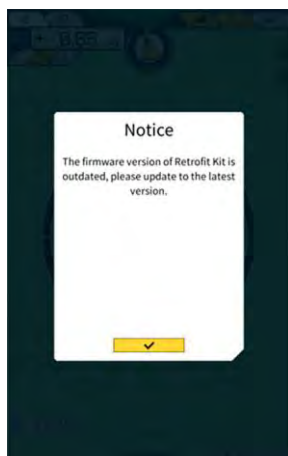 Notice
The firmware version of Retrofit Kit is
outdated, please update to the latest
version.